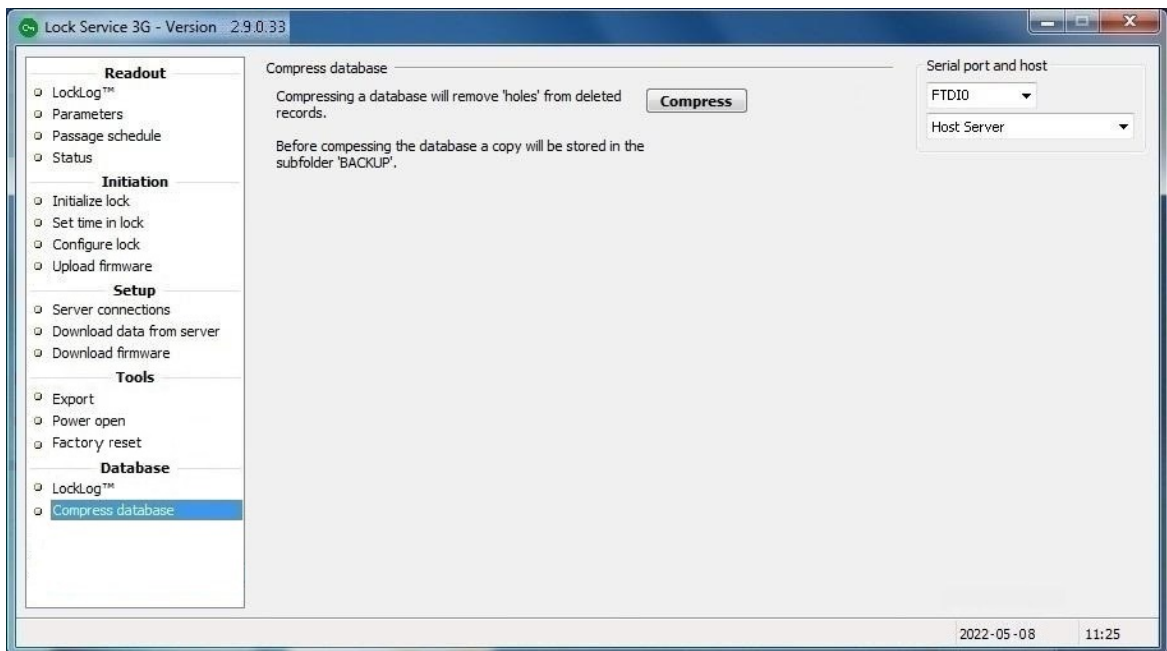 Lock Service 3G - Version 2.9.0.33
Readout
LockLog™
Parameters
Passage schedule
Status
Initiation
Initialize lock
Set time in lock
Configure lock
Upload firmware
Setup
Server connections
Download data from server
Download firmware
Tools
Export
Power open
Factory reset
Database
LockLog™
Compress database
Compress database
Compressing a database will remove 'holes' from deleted
records.
Compress
Before compessing the database a copy will be stored in the
subfolder 'BACKUP'.
Serial port and host
FTDI0
Host Server
2022-05-08 11:25